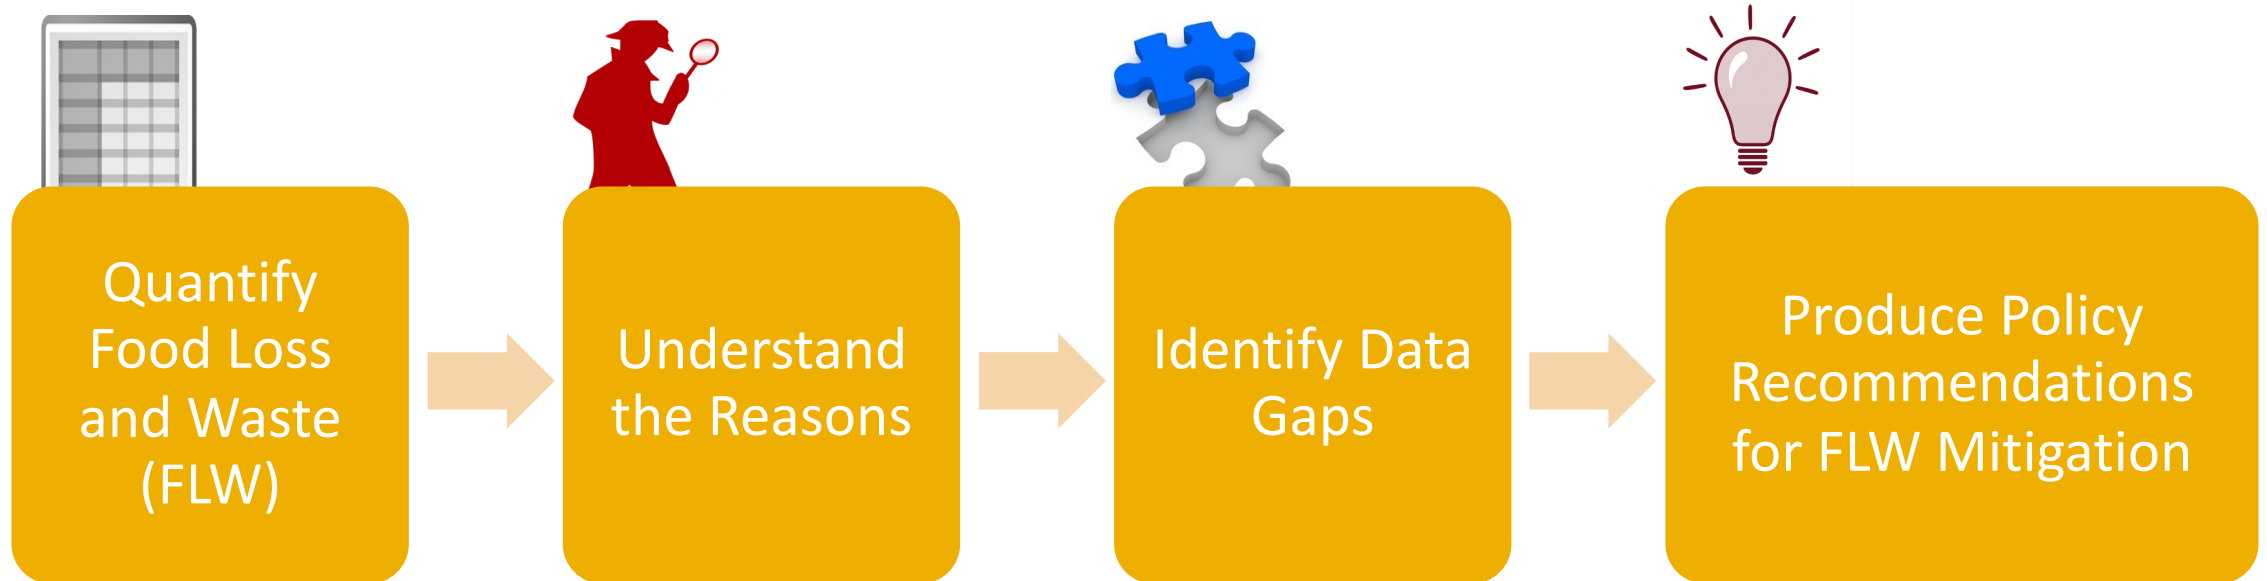 Quantify
Food Loss
and Waste
(FLW)
Understand
the Reasons
Identify Data
Gaps
Produce Policy
Recommendations
for FLW Mitigation